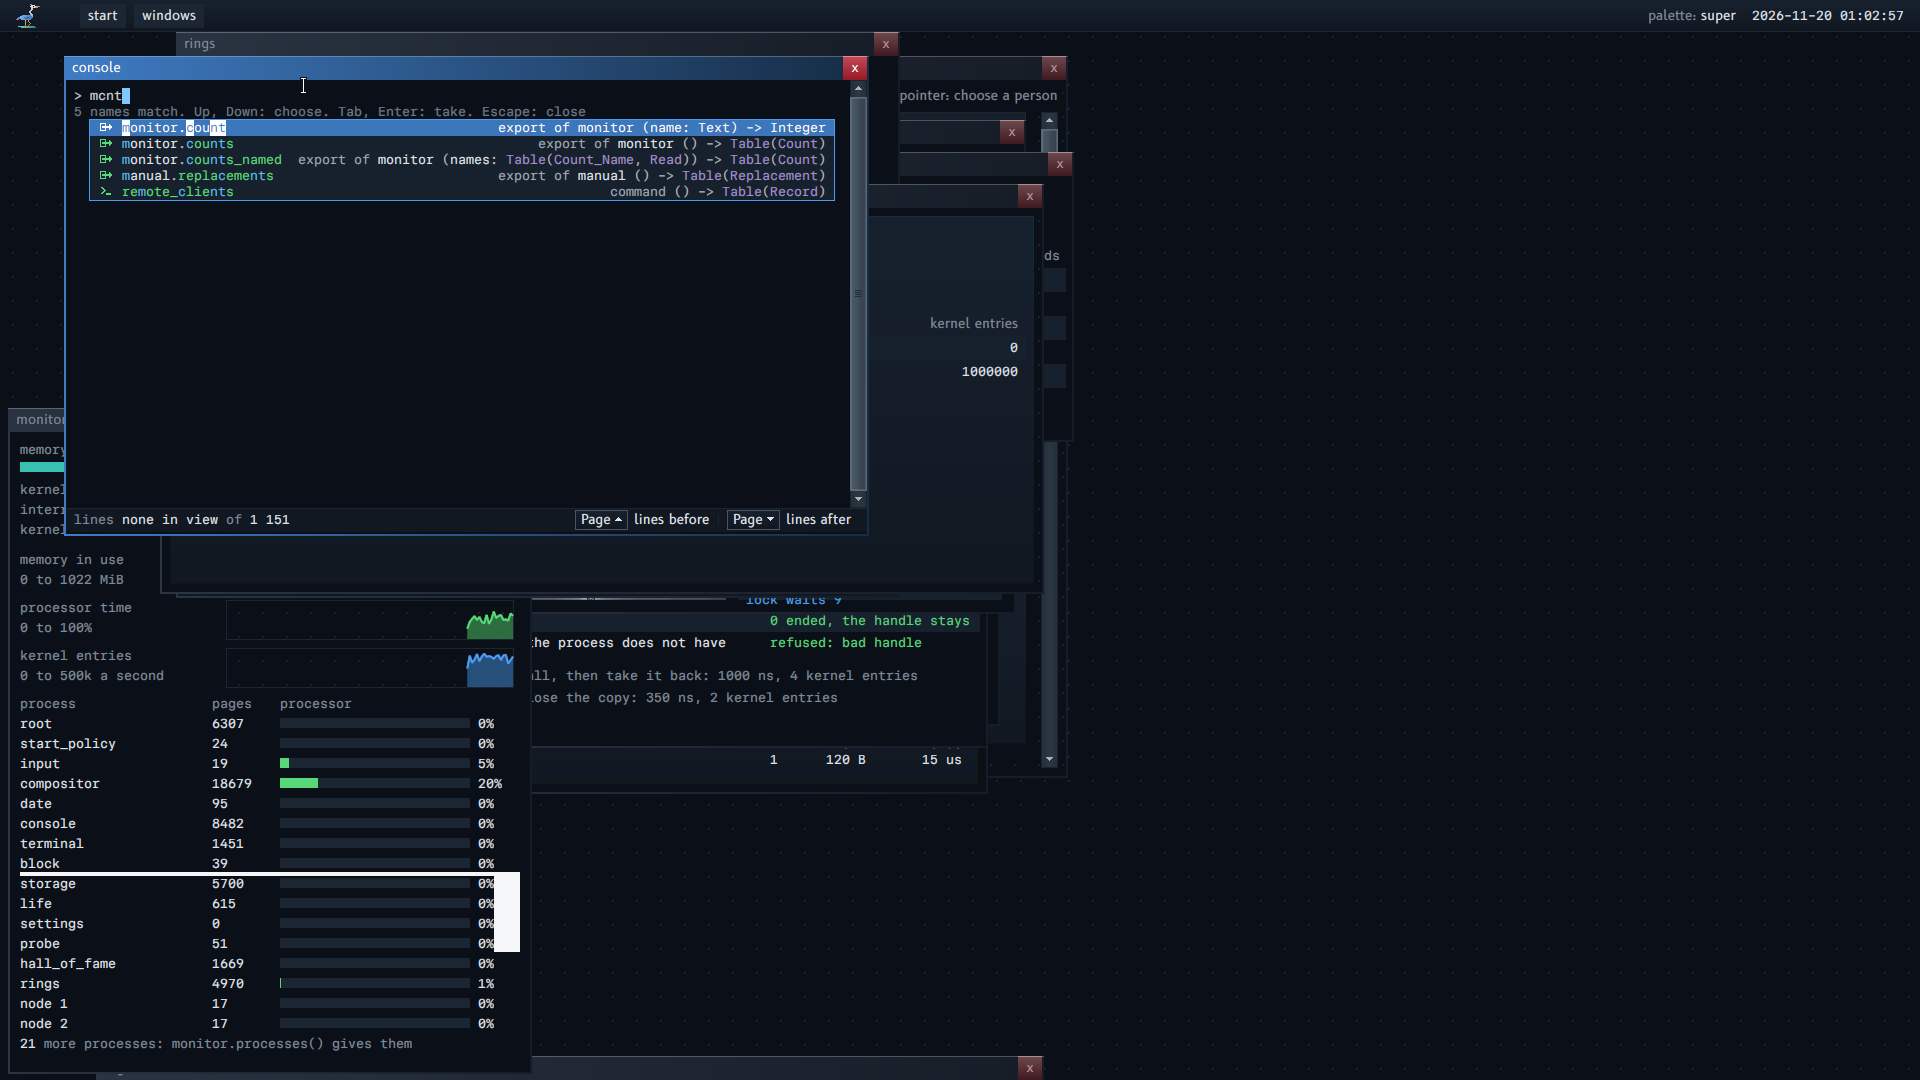 start windows palette: super 2026-11-20 01:02:57
rings x
console x
x
> mcnt
pointer: choose a person
5 names match. Up, Down: choose. Tab, Enter: take. Escape: close
monitor.count export of monitor (name: Text) -> Integer
x
monitor.counts export of monitor () -> Table(Count)
monitor.counts_named export of monitor (names: Table(Count_Name, Read)) -> Table(Count)
x
manual.replacements export of manual () -> Table(Replacement)
remote_clients command () -> Table(Record)
x
ds
kernel entries
0
1000000
monitor
memory
kernel
kernel
lines none in view of 1 151 Page lines before Page lines after
memory in use
0 to 1022 MiB
lock waits 9
processor time
0 to 100%
0 ended, the handle stays
the process does not have refused: bad handle
kernel entries
0 to 500k a second
all, then take it back: 1000 ns, 4 kernel entries
lose the copy: 350 ns, 2 kernel entries
process pages processor
root 6307 0%
start_policy 24 0%
input 19 5%
1 120 B 15 us
compositor 18679 20%
date 95 0%
console 8482 0%
terminal 1451 0%
block 39 0%
storage 5700 0%
life 615 0%
settings 0 0%
probe 51 0%
hall_of_fame 1669 0%
rings 4970 1%
node 1 17 0%
node 2 17 0%
21 more processes: monitor.processes() gives them
x